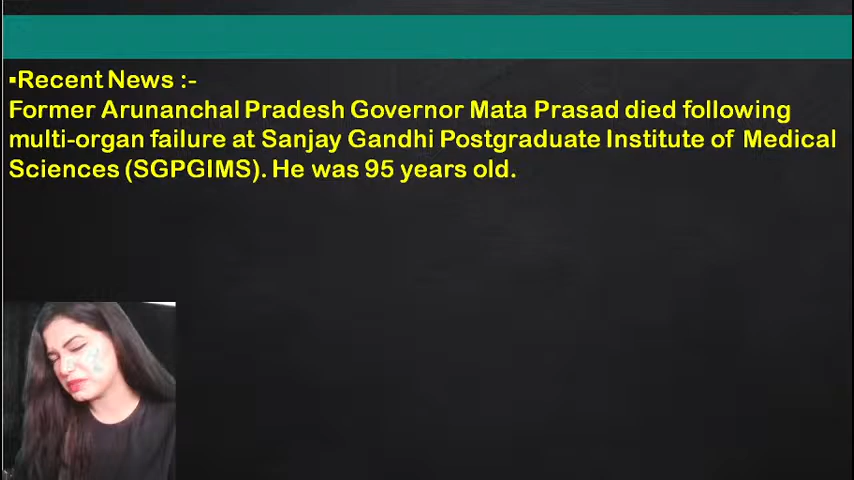 ▪Recent News :-
Former Arunanchal Pradesh Governor Mata Prasad died following
multi-organ failure at Sanjay Gandhi Postgraduate Institute of Medical
Sciences (SGPGIMS). He was 95 years old.